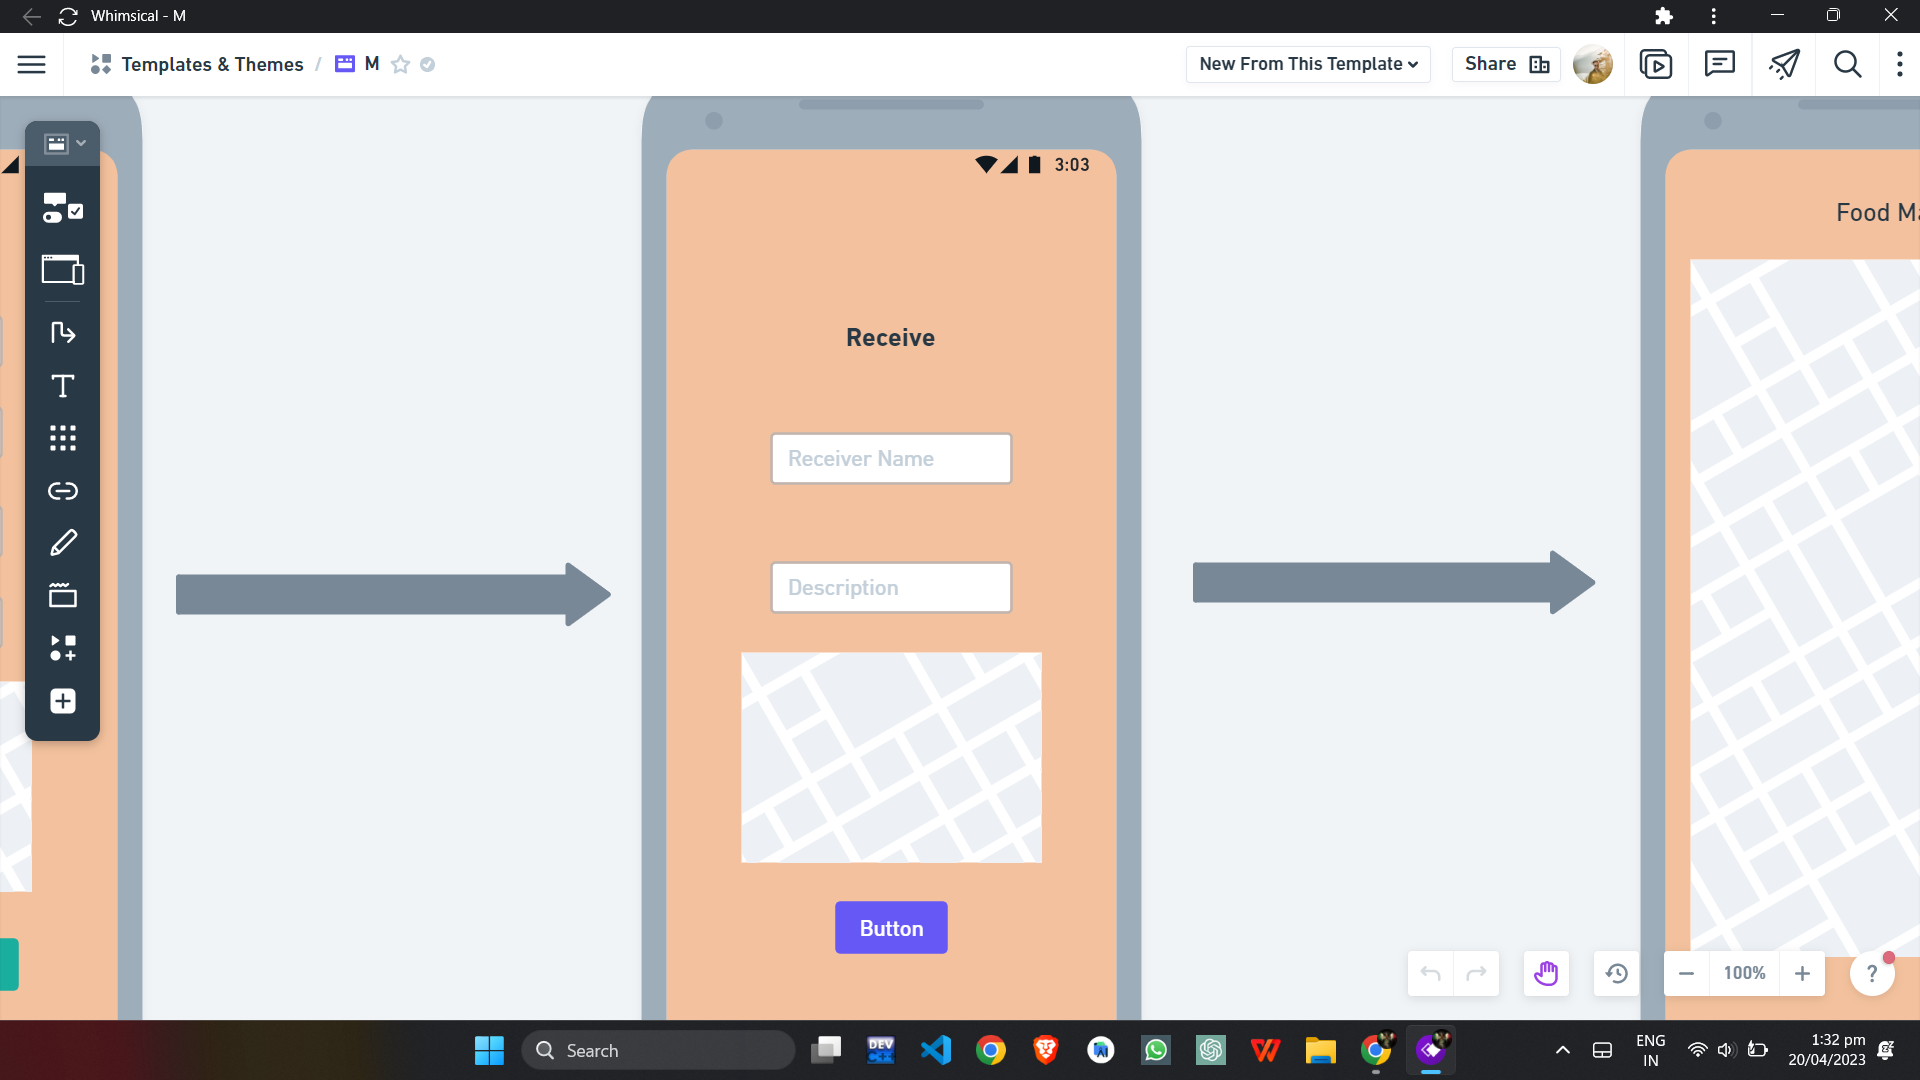 Whimsical - M
Templates & Themes / M
New From This Template
Share
3:03
Receive
Receiver Name
Description
Button
100%
?
Search
DEV
ENG
IN
1:32 pm
20/04/2023